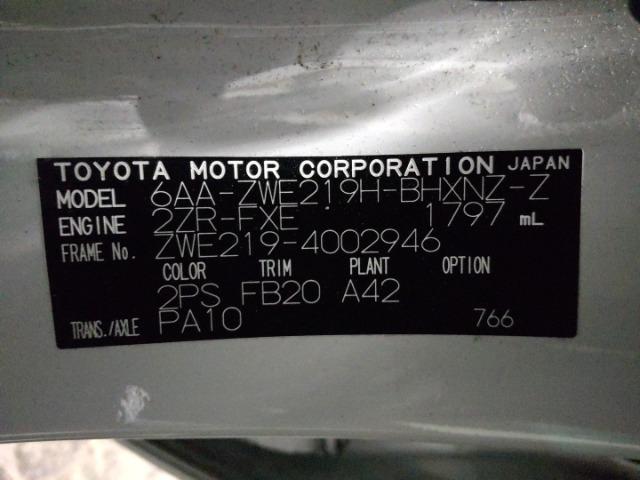 TOYOTA MOTOR CORPORATION JAPAN
MODEL 6AA-ZWE219H-BHXNZ-Z
ENGINE 2ZR-FXE 1797 mL
FRAME No. ZWE219-4002946
COLOR TRIM PLANT OPTION
2PS FB20 A42
TRANS./AXLE PA10 766